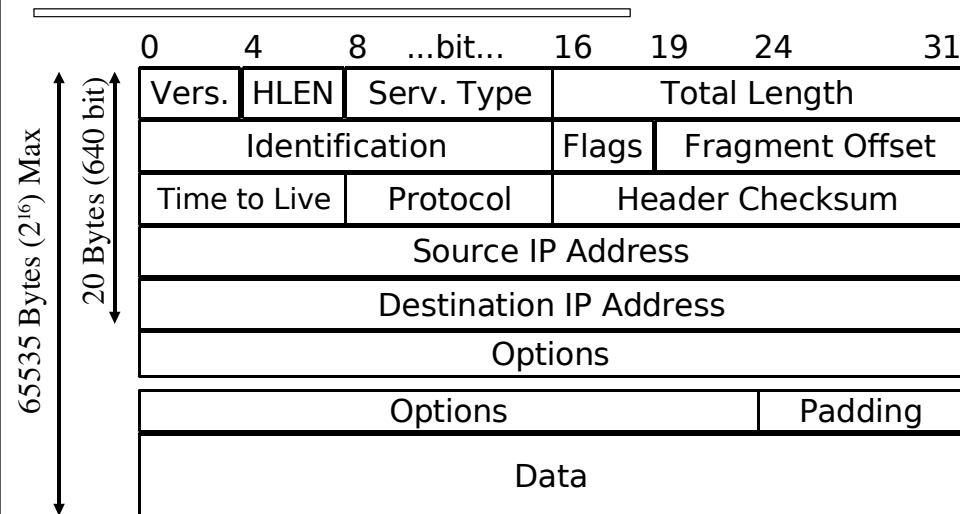 0 4 8 ...bit... 16 19 24 31
Vers. HLEN Serv. Type Total Length
Identification Flags Fragment Offset
Time to Live Protocol Header Checksum
Source IP Address
Destination IP Address
Options
Options Padding
Data
65535 Bytes (2¹⁶) Max
20 Bytes (640 bit)